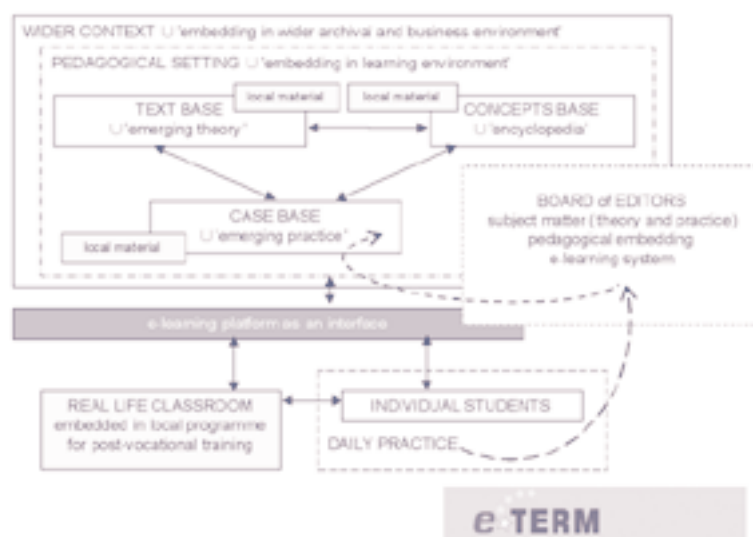 WIDER CONTEXT U 'embedding in wider archival and business environment'
PEDAGOGICAL SETTING U 'embedding in learning environment'
local material
local material
TEXT BASE
U 'emerging theory'
CONCEPTS BASE
U 'encyclopedia'
BOARD of EDITORS
subject matter (theory and practice)
pedagogical embedding
e-learning system
CASE BASE
U 'emerging practice'
local material
e-learning platform as an interface
REAL LIFE CLASSROOM
embedded in local programme
for post-vocational training
INDIVIDUAL STUDENTS
DAILY PRACTICE
e TERM